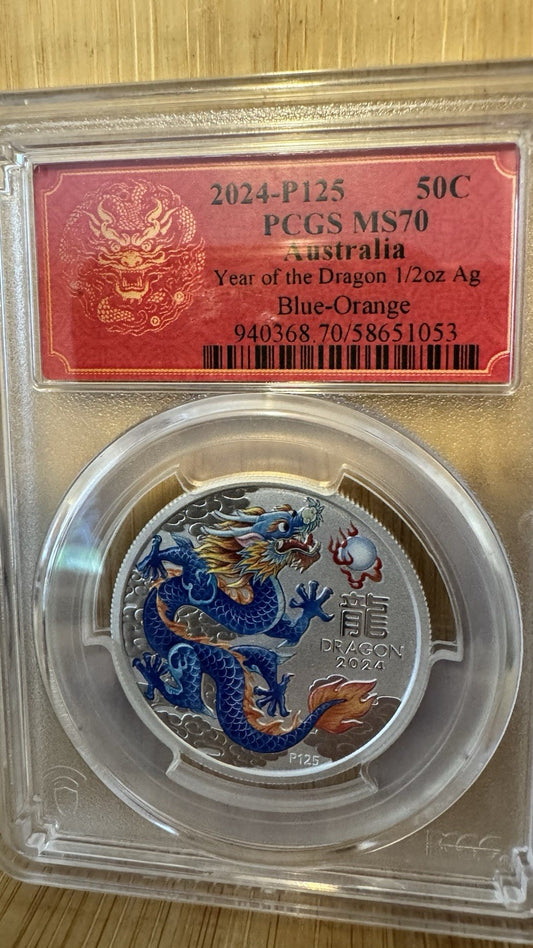 2024-P125 50C
PCGS MS70
Australia
Year of the Dragon 1/2oz Ag
Blue-Orange
940368.70/58651053
龍
DRAGON
2024
P125